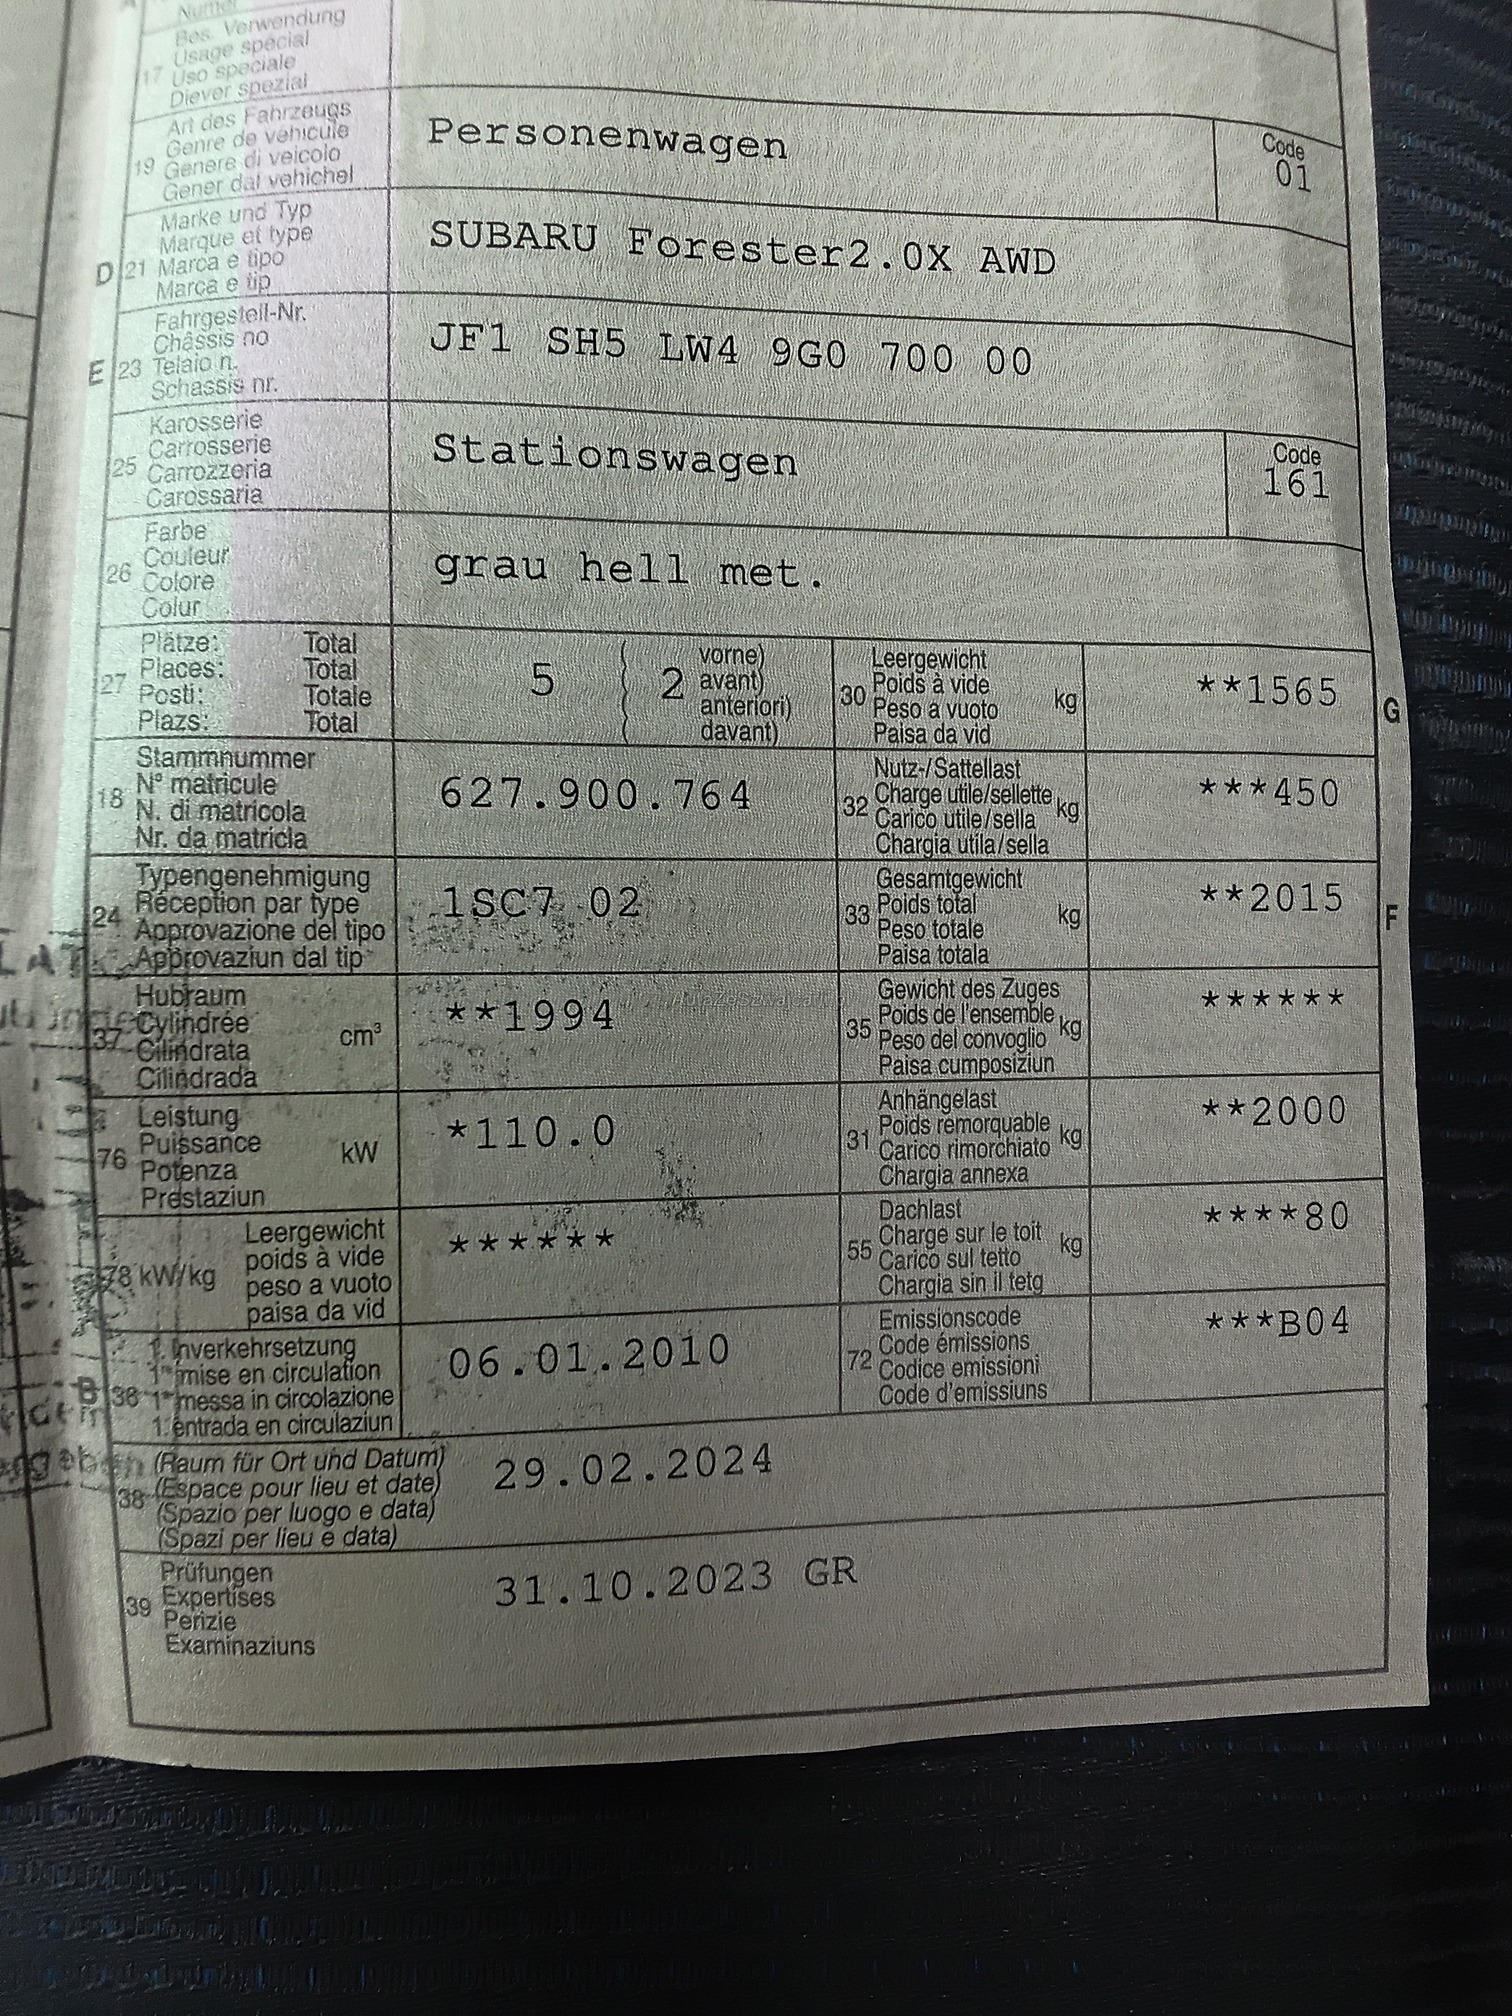 Bes. Verwendung
Usage spécial
17 Uso speciale
Diever spezial
Art des Fahrzeugs
Genre de véhicule
19 Genere di veicolo
Gener dal vehichel
Personenwagen
Code
01
Marke und Typ
Marque et type
D 21 Marca e tipo
Marca e tip
SUBARU Forester2.0X AWD
Fahrgestell-Nr.
Châssis no
E 23 Telaio n.
Schassis nr.
JF1 SH5 LW4 9G0 700 00
Karosserie
Carrosserie
25 Carrozzeria
Carossaria
Stationswagen
Code
161
Farbe
Couleur
26 Colore
Colur
grau hell met.
Plätze: Total
Places: Total
27 Posti: Totale
Plazs: Total
5 2
vorne)
avant)
anteriori)
davant)
Leergewicht
30 Poids à vide kg
Peso a vuoto
Paisa da vid
**1565
G
Stammnummer
18 N° matricule
N. di matricola
Nr. da matricla
627.900.764
Nutz-/Sattellast
32 Charge utile/sellette kg
Carico utile/sella
Chargia utila/sella
***450
Typengenehmigung
24 Réception par type
Approvazione del tipo
Approvaziun dal tip
1SC7 02
Gesamtgewicht
33 Poids total kg
Peso totale
Paisa totala
**2015
F
Hubraum
37 Cylindrée cm³
Cilindrata
Cilindrada
**1994
Gewicht des Zuges
35 Poids de l'ensemble kg
Peso del convoglio
Paisa cumposiziun
******
Leistung
76 Puissance kW
Potenza
Prestaziun
*110.0
Anhängelast
31 Poids remorquable kg
Carico rimorchiato
Chargia annexa
**2000
Leergewicht
78 kW/kg poids à vide
peso a vuoto
paisa da vid
******
Dachlast
55 Charge sur le toit kg
Carico sul tetto
Chargia sin il tetg
****80
1. Inverkehrsetzung
1re mise en circulation
B 36 1a messa in circolazione
1. entrada en circulaziun
06.01.2010
Emissionscode
72 Code émissions
Codice emissioni
Code d'emissiuns
***B04
(Raum für Ort und Datum)
38 (Espace pour lieu et date)
(Spazio per luogo e data)
(Spazi per lieu e data)
29.02.2024
Prüfungen
39 Expertises
Perizie
Examinaziuns
31.10.2023 GR